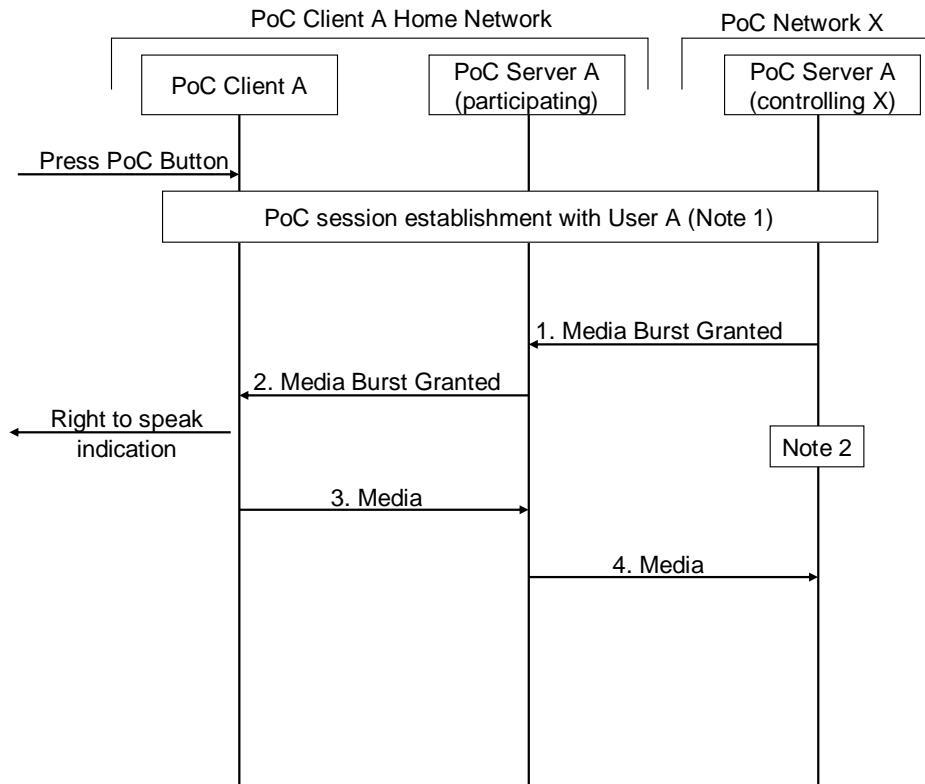 PoC Client A Home Network
PoC Network X
PoC Client A
PoC Server A
(participating)
PoC Server A
(controlling X)
Press PoC Button
PoC session establishment with User A (Note 1)
1. Media Burst Granted
2. Media Burst Granted
Right to speak
indication
Note 2
3. Media
4. Media